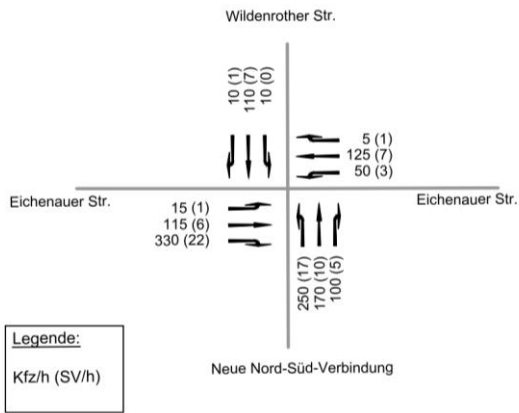 Wildenrother Str.
10 (1)
110 (7)
10 (0)
5 (1)
125 (7)
50 (3)
Eichenauer Str.
Eichenauer Str.
15 (1)
115 (6)
330 (22)
250 (17)
170 (10)
100 (5)
Legende:
Kfz/h (SV/h)
Neue Nord-Süd-Verbindung